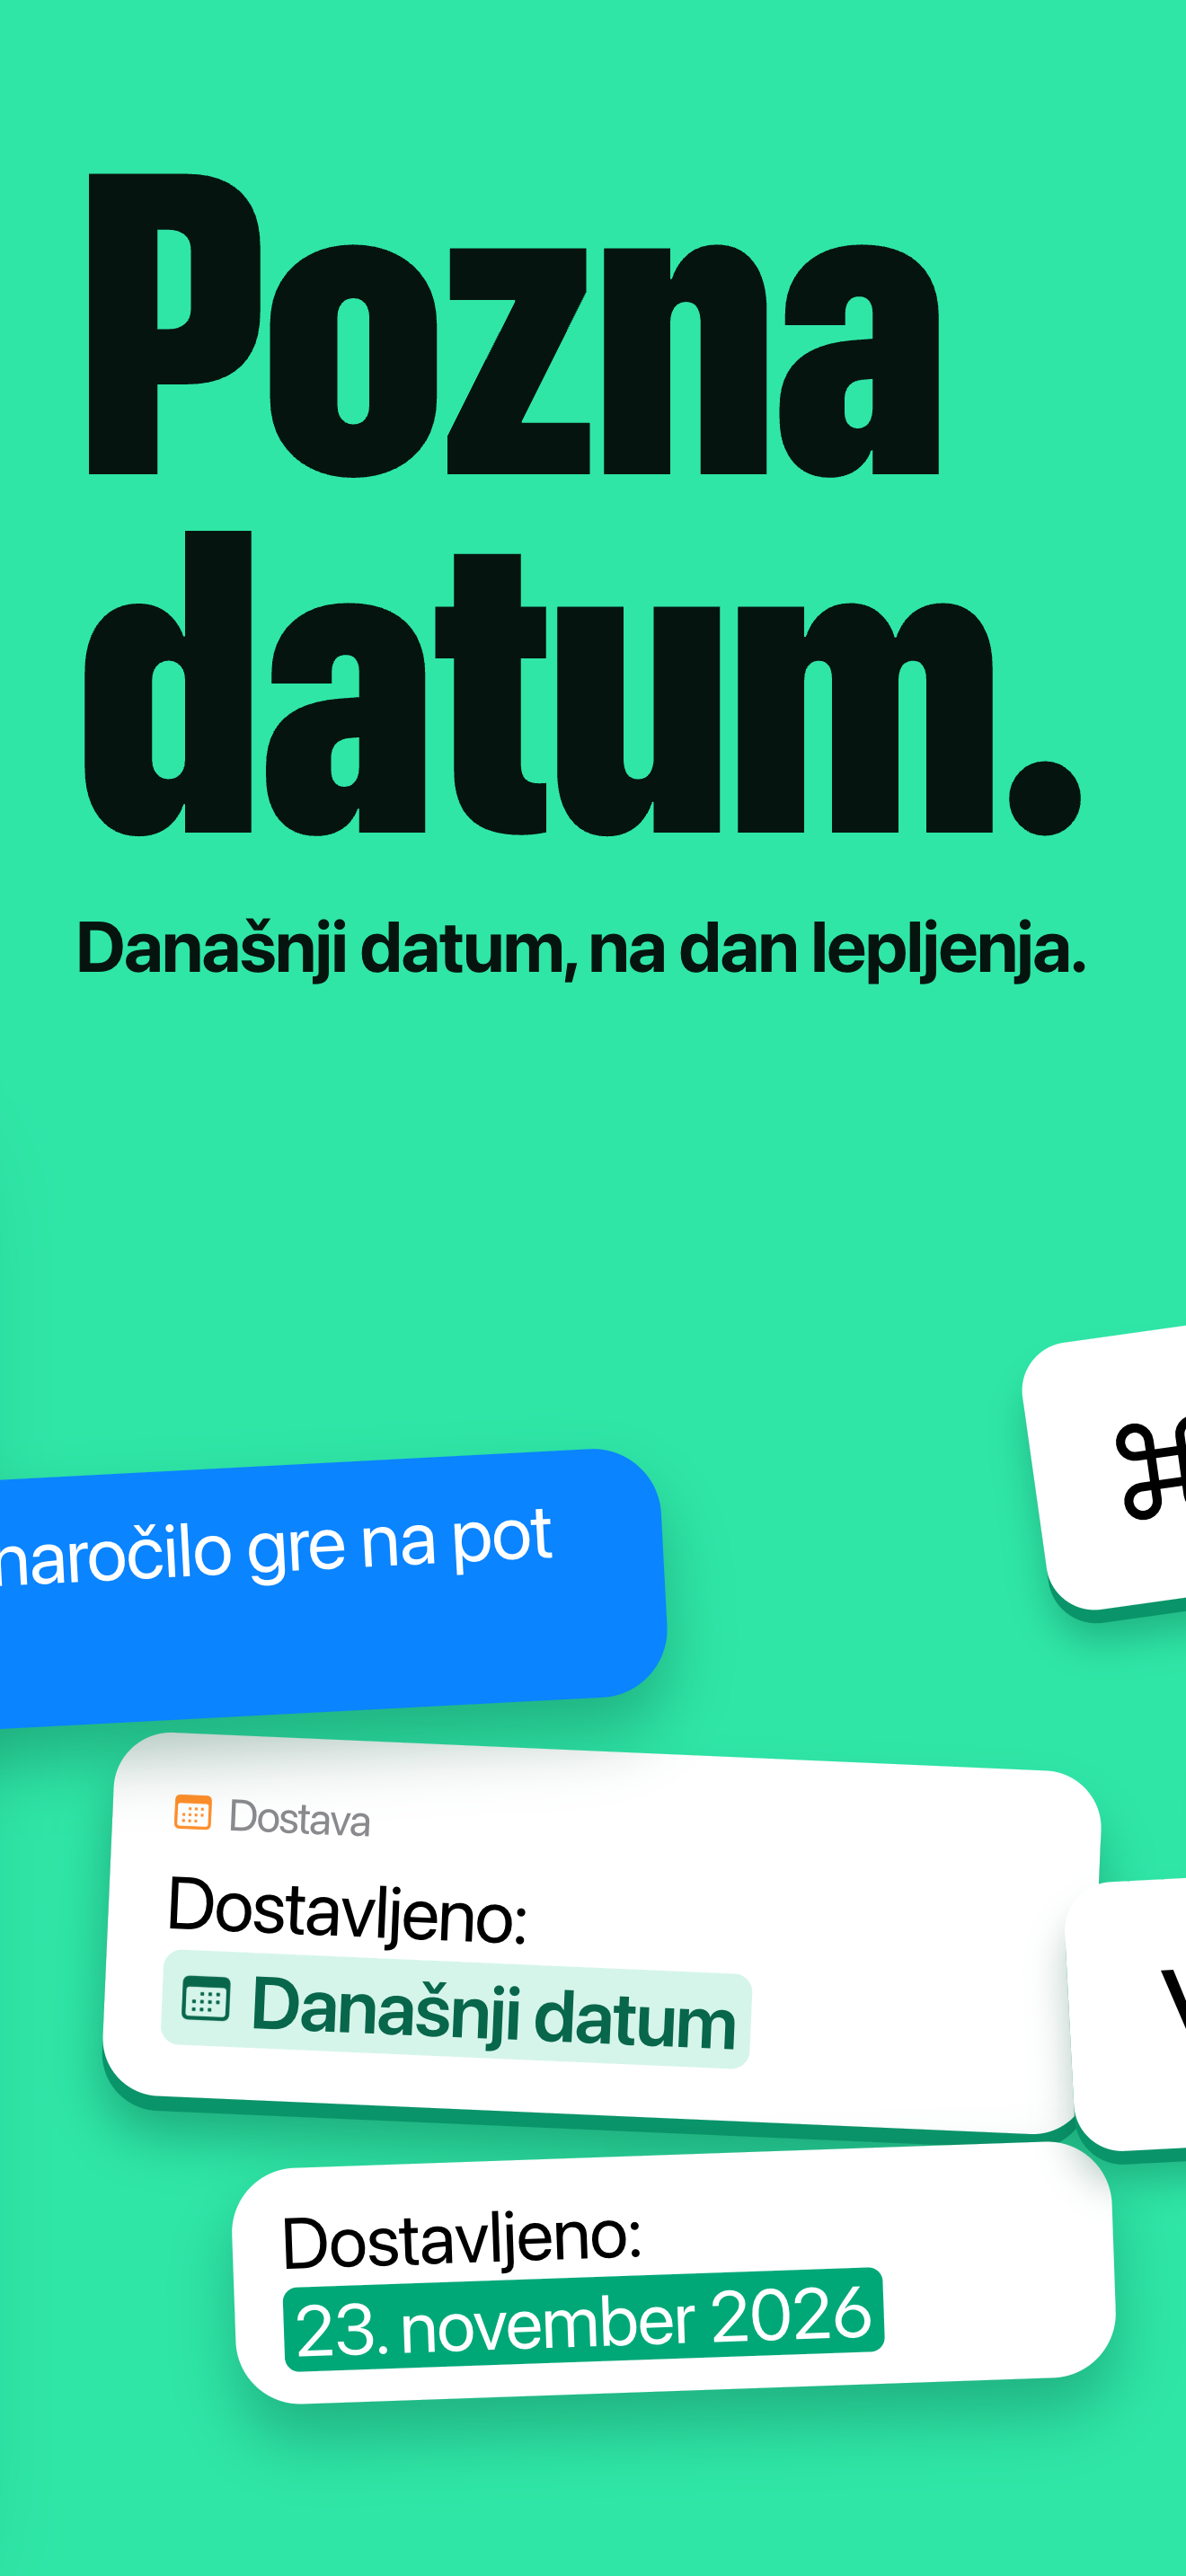 Pozna
datum.
Današnji datum, na dan lepljenja.
⌘
naročilo gre na pot
Dostava
Dostavljeno:
Današnji datum
Dostavljeno:
23. november 2026